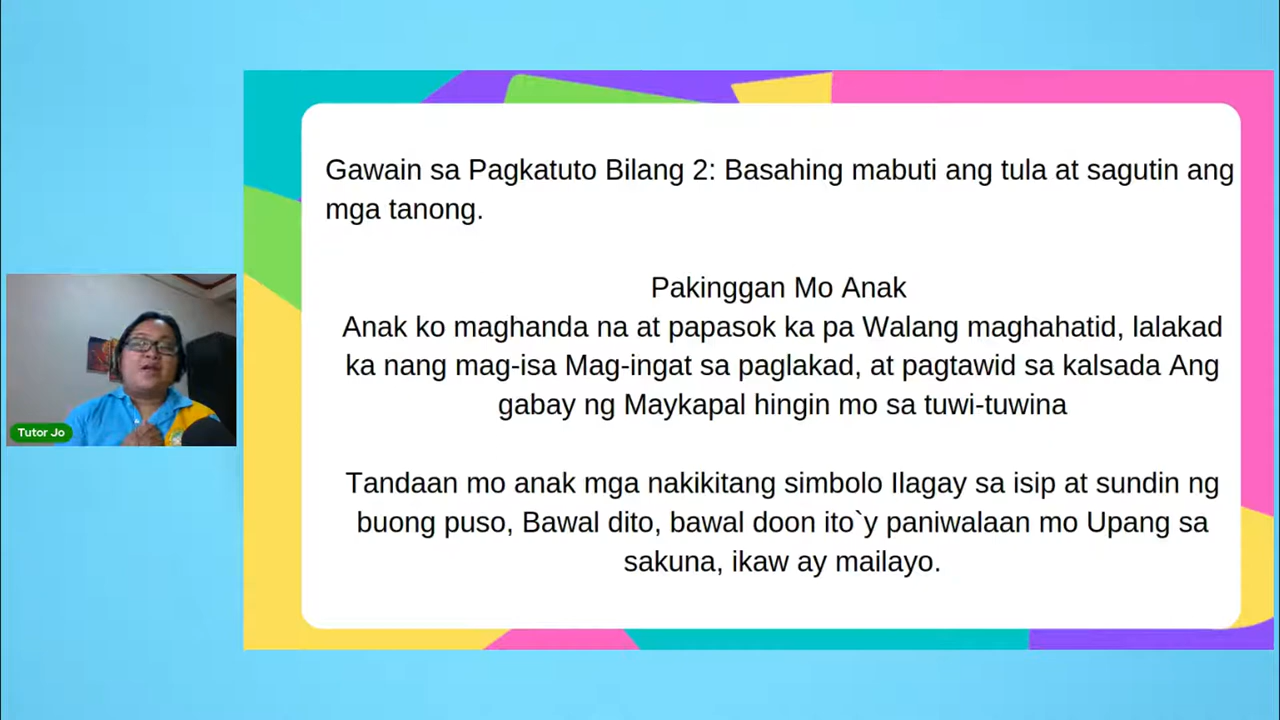 Gawain sa Pagkatuto Bilang 2: Basahing mabuti ang tula at sagutin ang
mga tanong.
Pakinggan Mo Anak
Anak ko maghanda na at papasok ka pa Walang maghahatid, lalakad
ka nang mag-isa Mag-ingat sa paglakad, at pagtawid sa kalsada Ang
gabay ng Maykapal hingin mo sa tuwi-tuwina
Tandaan mo anak mga nakikitang simbolo Ilagay sa isip at sundin ng
buong puso, Bawal dito, bawal doon ito`y paniwalaan mo Upang sa
sakuna, ikaw ay mailayo.
Tutor Jo